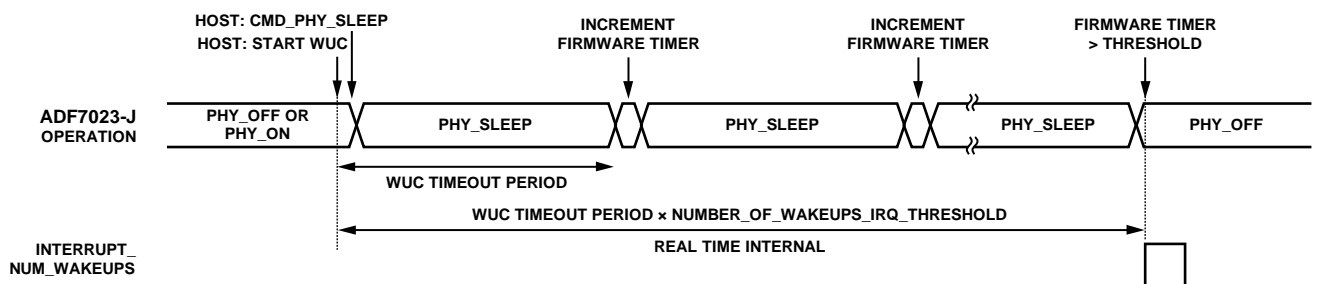 HOST: CMD_PHY_SLEEP
HOST: START WUC
INCREMENT
FIRMWARE TIMER
INCREMENT
FIRMWARE TIMER
FIRMWARE TIMER
> THRESHOLD
ADF7023-J
OPERATION
PHY_OFF OR
PHY_ON
PHY_SLEEP
PHY_SLEEP
PHY_SLEEP
PHY_OFF
WUC TIMEOUT PERIOD
WUC TIMEOUT PERIOD × NUMBER_OF_WAKEUPS_IRQ_THRESHOLD
REAL TIME INTERNAL
INTERRUPT_
NUM_WAKEUPS